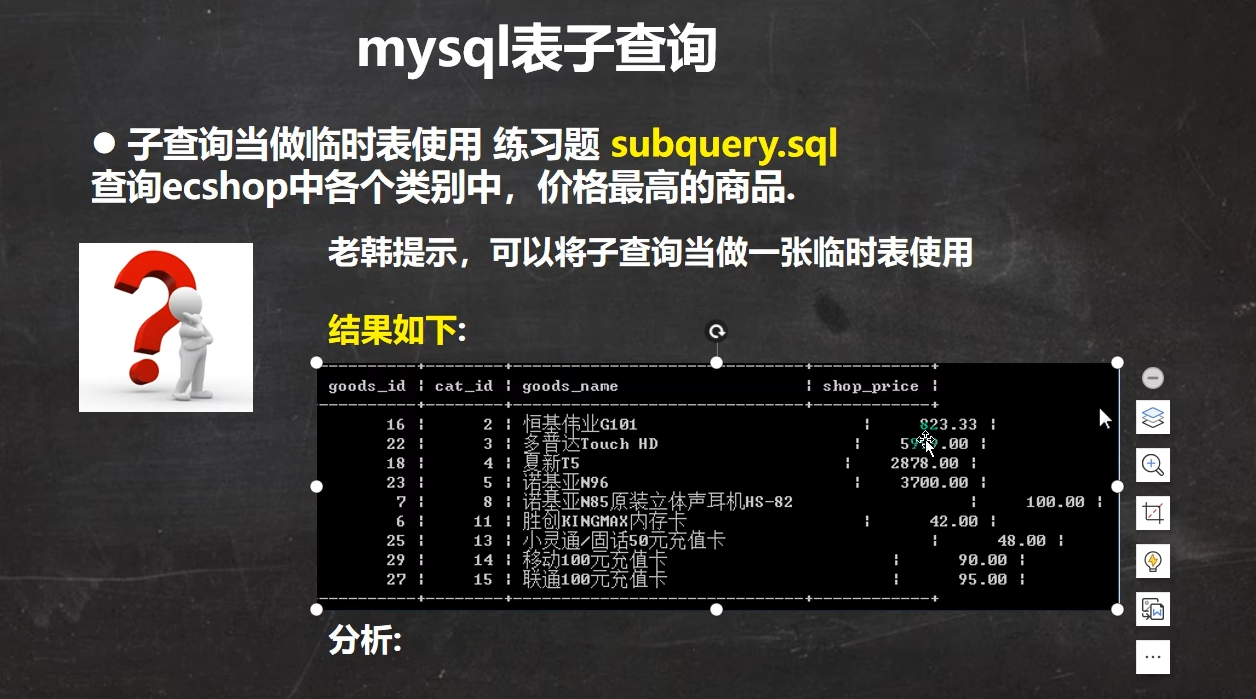 mysql表子查询
● 子查询当做临时表使用 练习题 subquery.sql
查询ecshop中各个类别中，价格最高的商品.
老韩提示，可以将子查询当做一张临时表使用
结果如下:
goods_id | cat_id | goods_name | shop_price |
16 | 2 | 恒基伟业G101 | 823.33 |
22 | 3 | 多普达Touch HD |
18 | 4 | 夏新T5 | 2878.00 |
23 | 5 | 诺基亚N96 | 3700.00 |
7 | 8 | 诺基亚N85原装立体声耳机HS-82 | 100.00 |
6 | 11 | 胜创KINGMAX内存卡 | 42.00 |
25 | 13 | 小灵通/固话50元充值卡 | 48.00 |
29 | 14 | 移动100元充值卡 | 90.00 |
27 | 15 | 联通100元充值卡 | 95.00 |
分析: